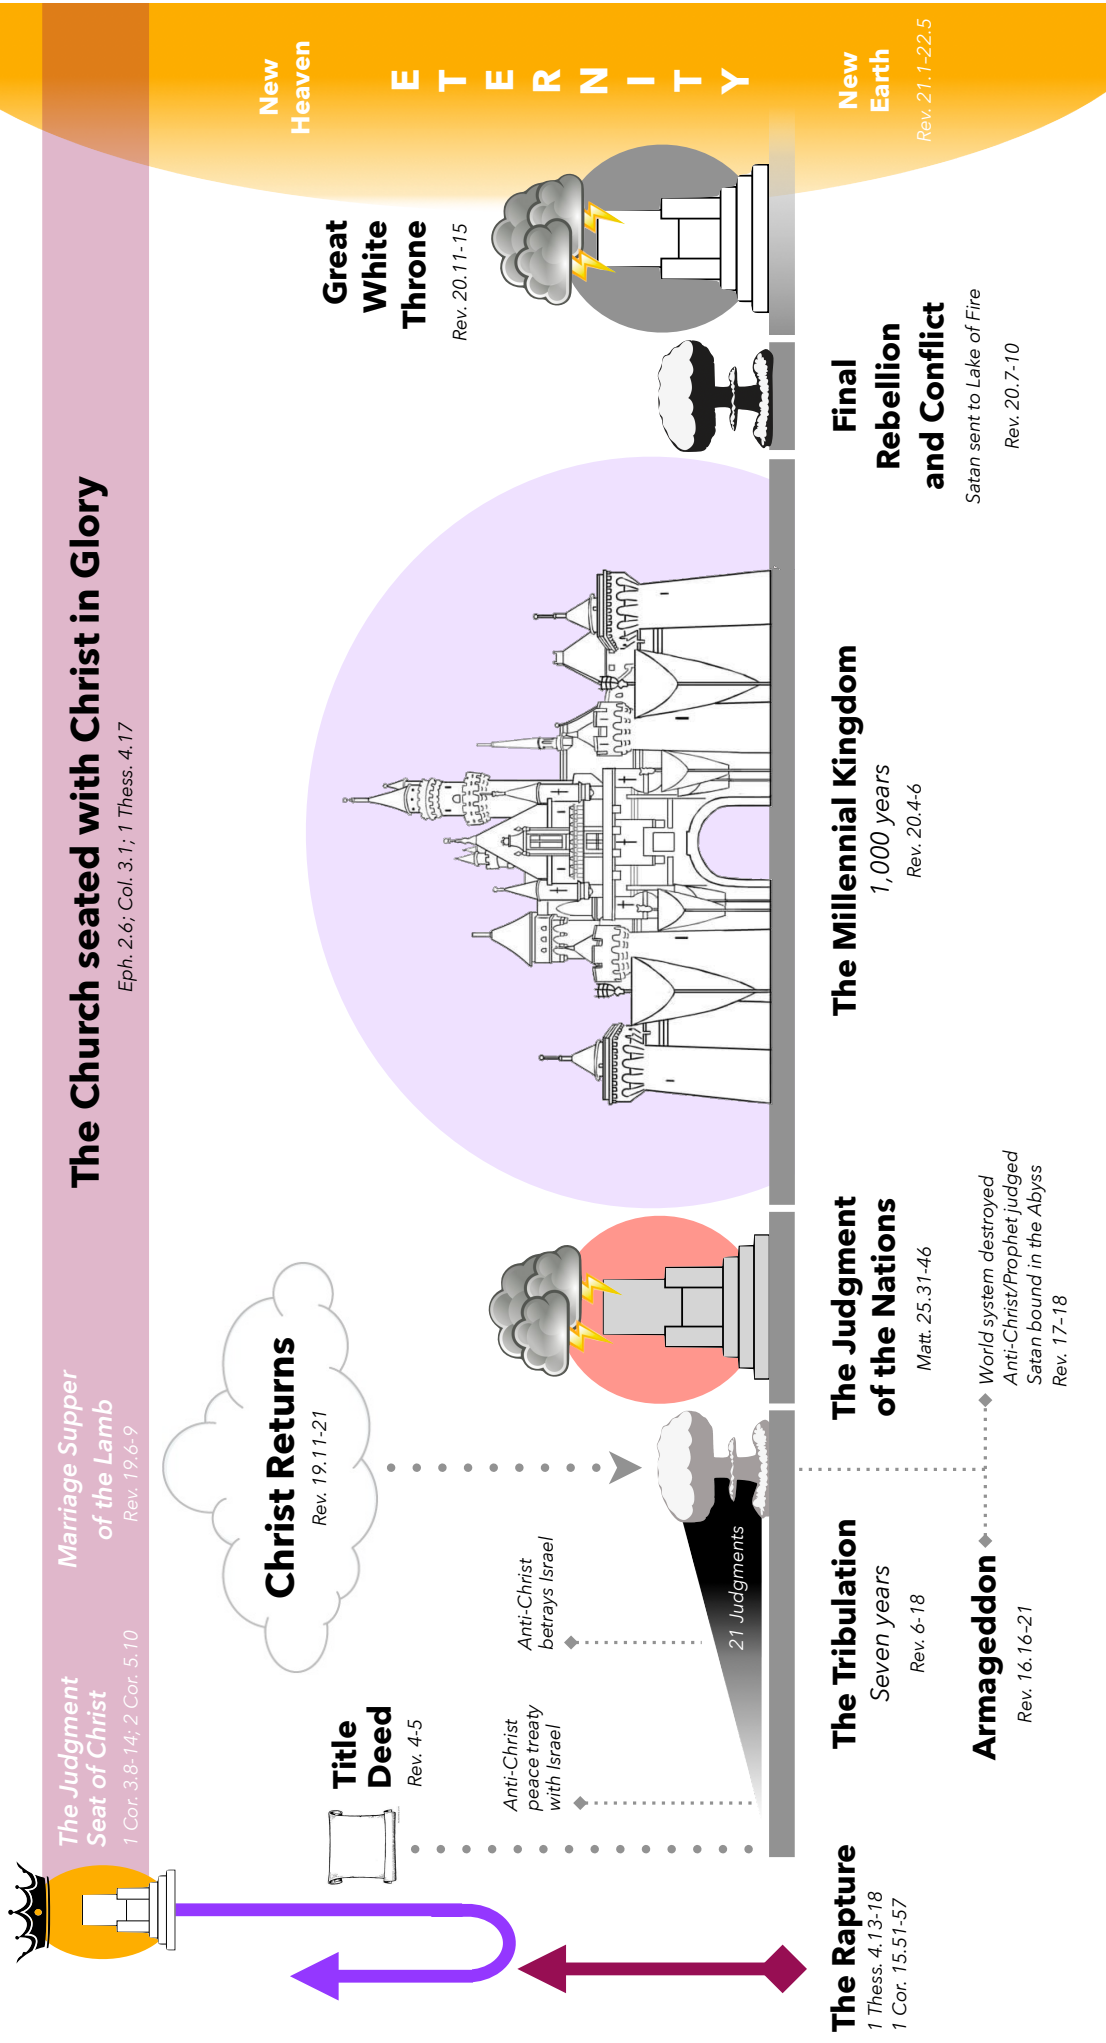 The Church seated with Christ in Glory
Eph. 2.6; Col. 3.1; 1 Thess. 4.17
The Judgment
Seat of Christ
1 Cor. 3.8-14; 2 Cor. 5.10
Marriage Supper
of the Lamb
Rev. 19.6-9
Christ Returns
Rev. 19.11-21
Title
Deed
Rev. 4-5
Anti-Christ
peace treaty
with Israel
Anti-Christ
betrays Israel
21 Judgments
Great
White
Throne
Rev. 20.11-15
New
Heaven
ETERNITY
New
Earth
Rev. 21.1-22.5
The Rapture
1 Thess. 4.13-18
1 Cor. 15.51-57
The Tribulation
Seven years
Rev. 6-18
Armageddon
Rev. 16.16-21
World system destroyed
Anti-Christ/Prophet judged
Satan bound in the Abyss
Rev. 17-18
The Judgment
of the Nations
Matt. 25.31-46
The Millennial Kingdom
1,000 years
Rev. 20.4-6
Final
Rebellion
and Conflict
Satan sent to Lake of Fire
Rev. 20.7-10